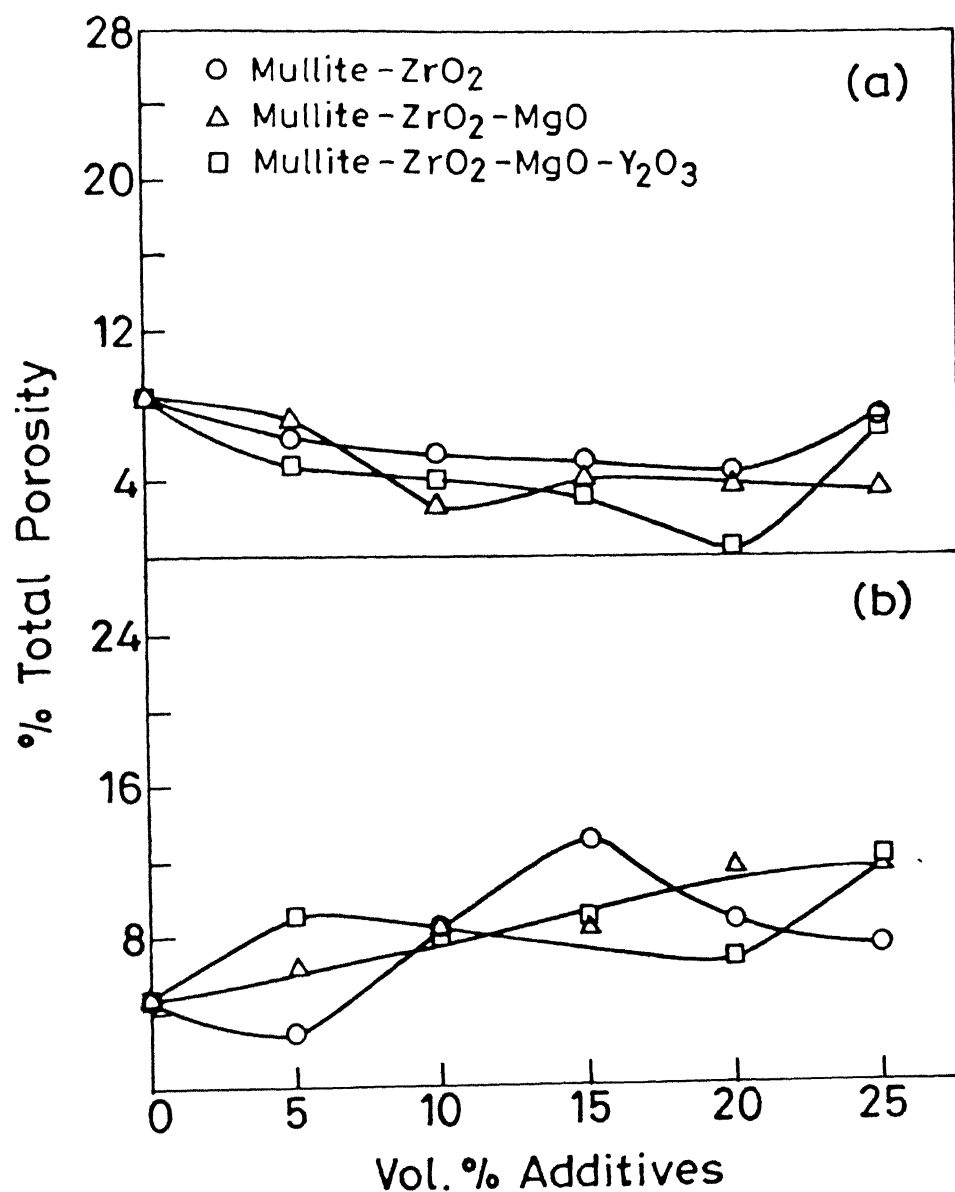 28
Mullite-ZrO₂
(a)
Mullite-ZrO₂-MgO
Mullite-ZrO₂-MgO-Y₂O₃
20
12
4
% Total Porosity
(b)
24
16
8
0 5 10 15 20 25
Vol.% Additives